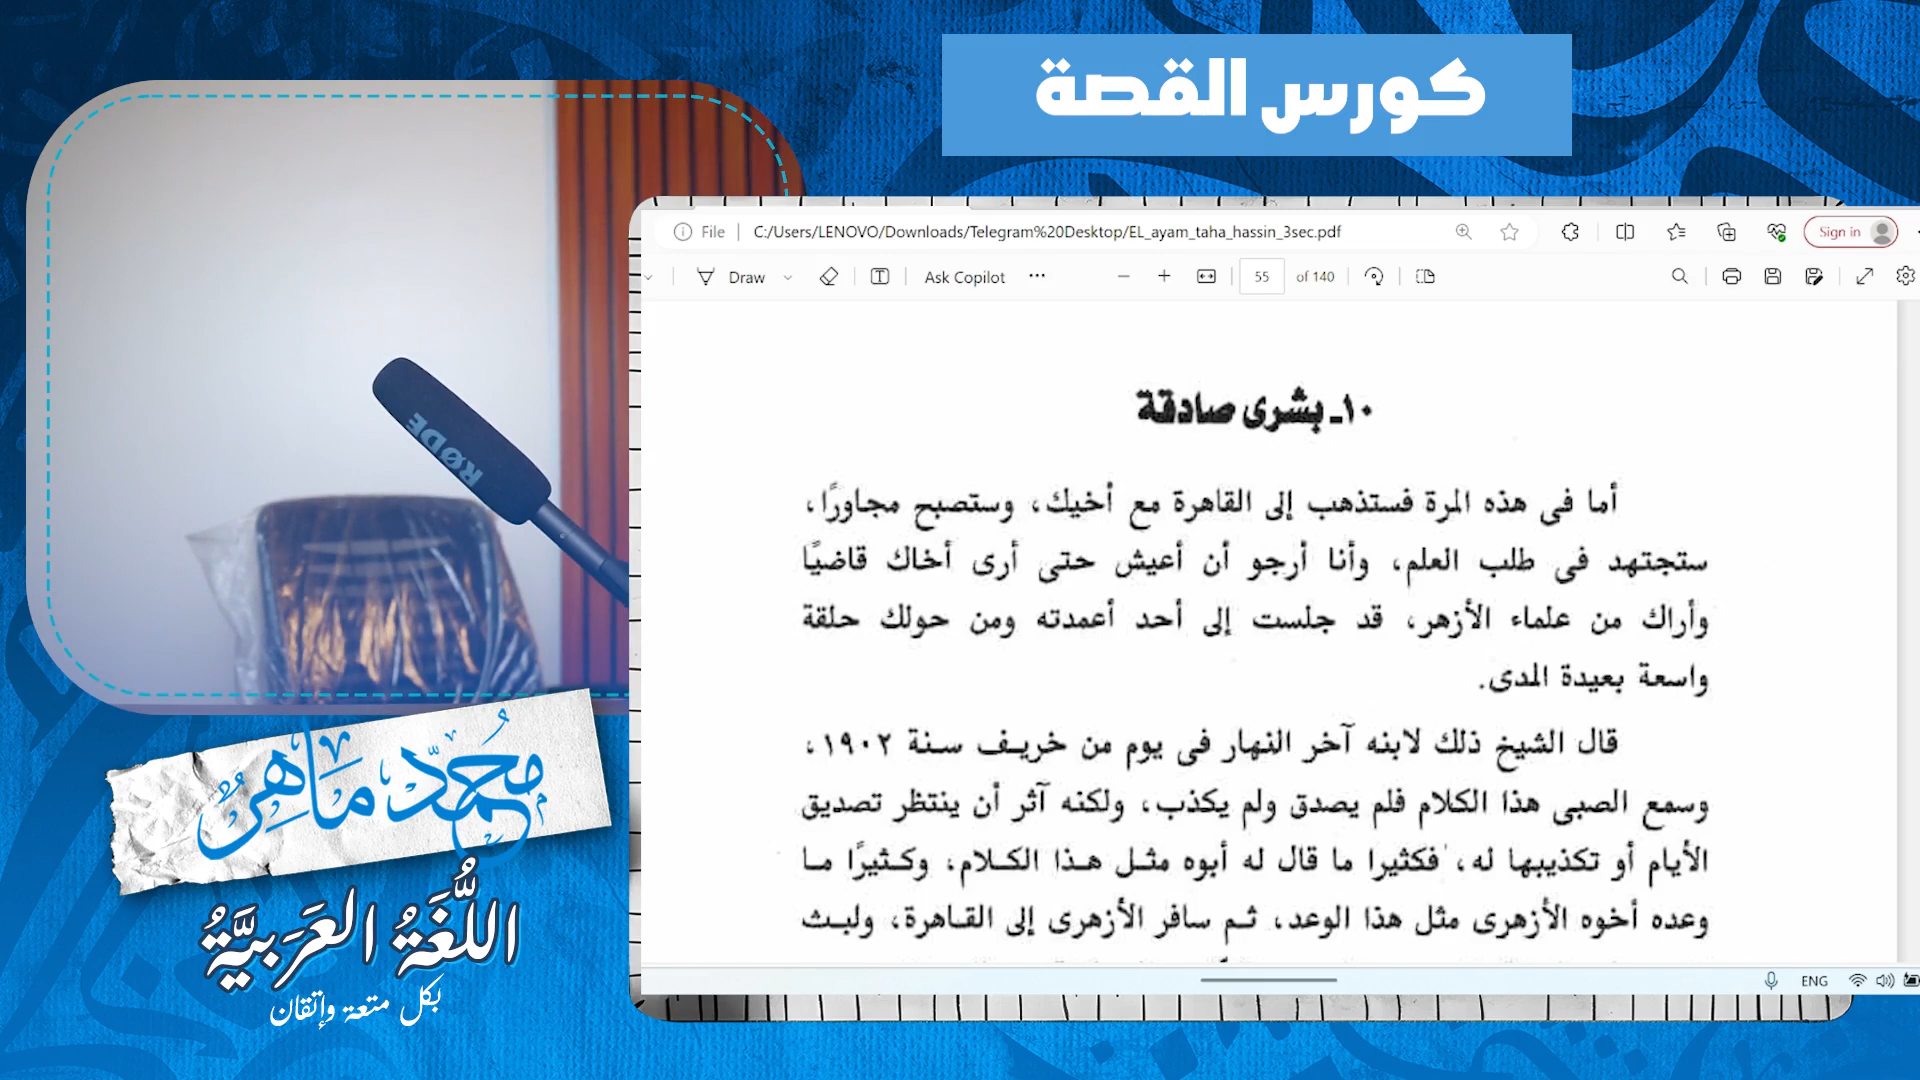 كورس القصة
File
C:/Users/LENOVO/Downloads/Telegram%20Desktop/EL_ayam_taha_hassin_3sec.pdf
Sign in
Draw
Ask Copilot
55 of 140
١٠ـ بشرى صادقة
أما فى هذه المرة فستذهب إلى القاهرة مع أخيك، وستصبح مجاورًا،
ستجتهد فى طلب العلم، وأنا أرجو أن أعيش حتى أرى أخاك قاضيًا
وأراك من علماء الأزهر، قد جلست إلى أحد أعمدته ومن حولك حلقة
واسعة بعيدة المدى.
قال الشيخ ذلك لابنه آخر النهار فى يوم من خريف سنة ١٩٠٢،
وسمع الصبى هذا الكلام فلم يصدق ولم يكذب، ولكنه آثر أن ينتظر تصديق
الأيام أو تكذيبها له، فكثيرا ما قال له أبوه مثل هذا الكلام، وكثيرًا ما
وعده أخوه الأزهرى مثل هذا الوعد، ثم سافر الأزهرى إلى القاهرة، ولبث
ENG
RØDE
مُحَمَّد مَاهِرٌ
اللُّغَةُ العَرَبِيَّةُ
بكل متعة وإتقان